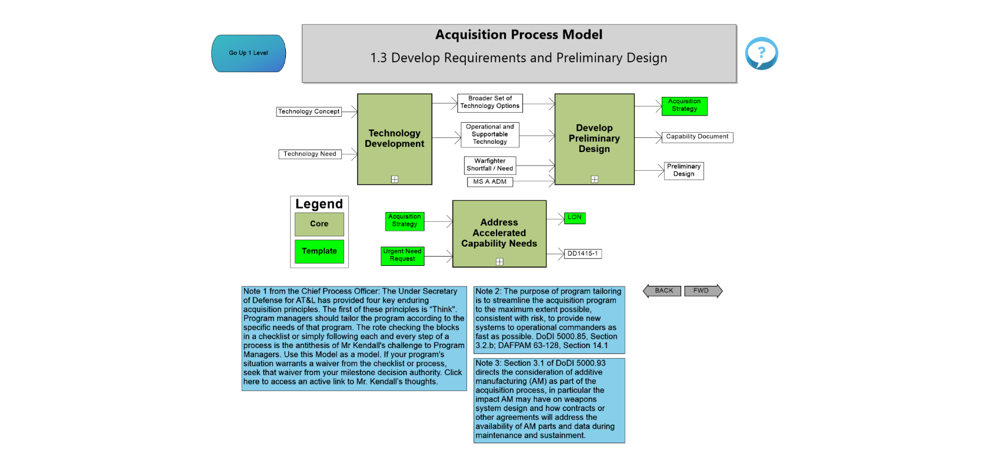 Acquisition Process Model
Go Up 1 Level
1.3 Develop Requirements and Preliminary Design
?
Technology Concept
Technology Need
Technology
Development
Broader Set of
Technology Options
Operational and
Supportable
Technology
Warfighter
Shortfall / Need
MS A ADM
Develop
Preliminary
Design
Acquisition
Strategy
Capability Document
Preliminary
Design
Legend
Core
Template
Acquisition
Strategy
Urgent Need
Request
Address
Accelerated
Capability Needs
LON
DD1415-1
Note 1 from the Chief Process Officer: The Under Secretary
of Defense for AT&L has provided four key enduring
acquisition principles. The first of these principles is “Think".
Program managers should tailor the program according to the
specific needs of that program. The rote checking the blocks
in a checklist or simply following each and every step of a
process is the antithesis of Mr Kendall's challenge to Program
Managers. Use this Model as a model. If your program's
situation warrants a waiver from the checklist or process,
seek that waiver from your milestone decision authority. Click
here to access an active link to Mr. Kendall’s thoughts.
Note 2: The purpose of program tailoring
is to streamline the acquisition program
to the maximum extent possible,
consistent with risk, to provide new
systems to operational commanders as
fast as possible. DoDI 5000.85, Section
3.2.b; DAFPAM 63-128, Section 14.1
BACK
FWD
Note 3: Section 3.1 of DoDI 5000.93
directs the consideration of additive
manufacturing (AM) as part of the
acquisition process, in particular the
impact AM may have on weapons
system design and how contracts or
other agreements will address the
availability of AM parts and data during
maintenance and sustainment.